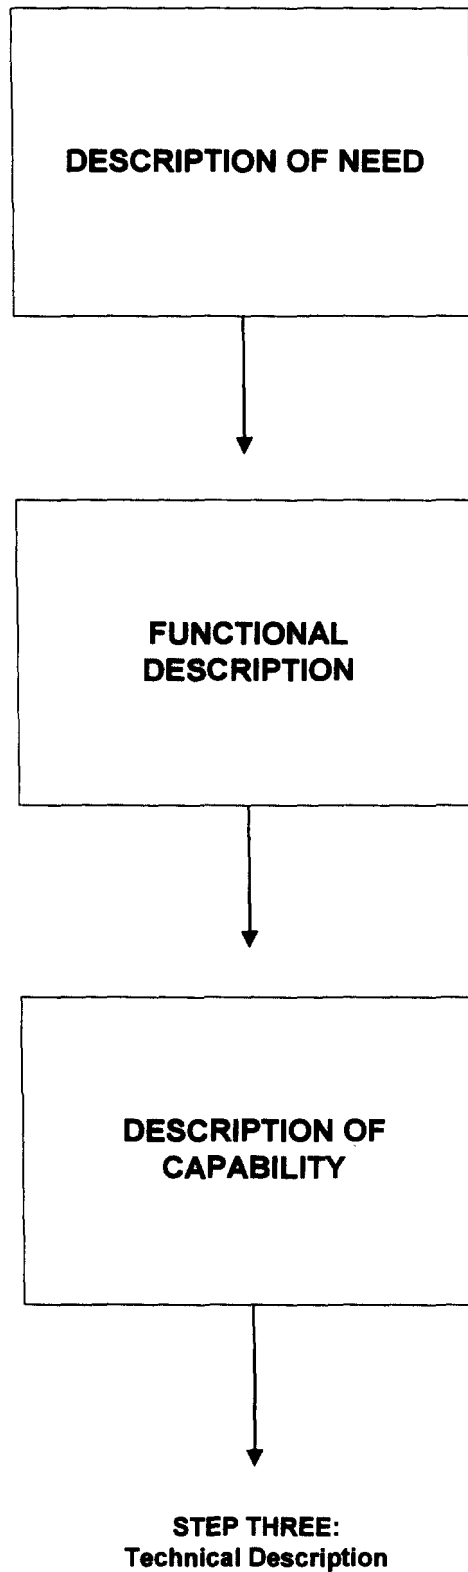 DESCRIPTION OF NEED
FUNCTIONAL
DESCRIPTION
DESCRIPTION OF
CAPABILITY
STEP THREE:
Technical Description